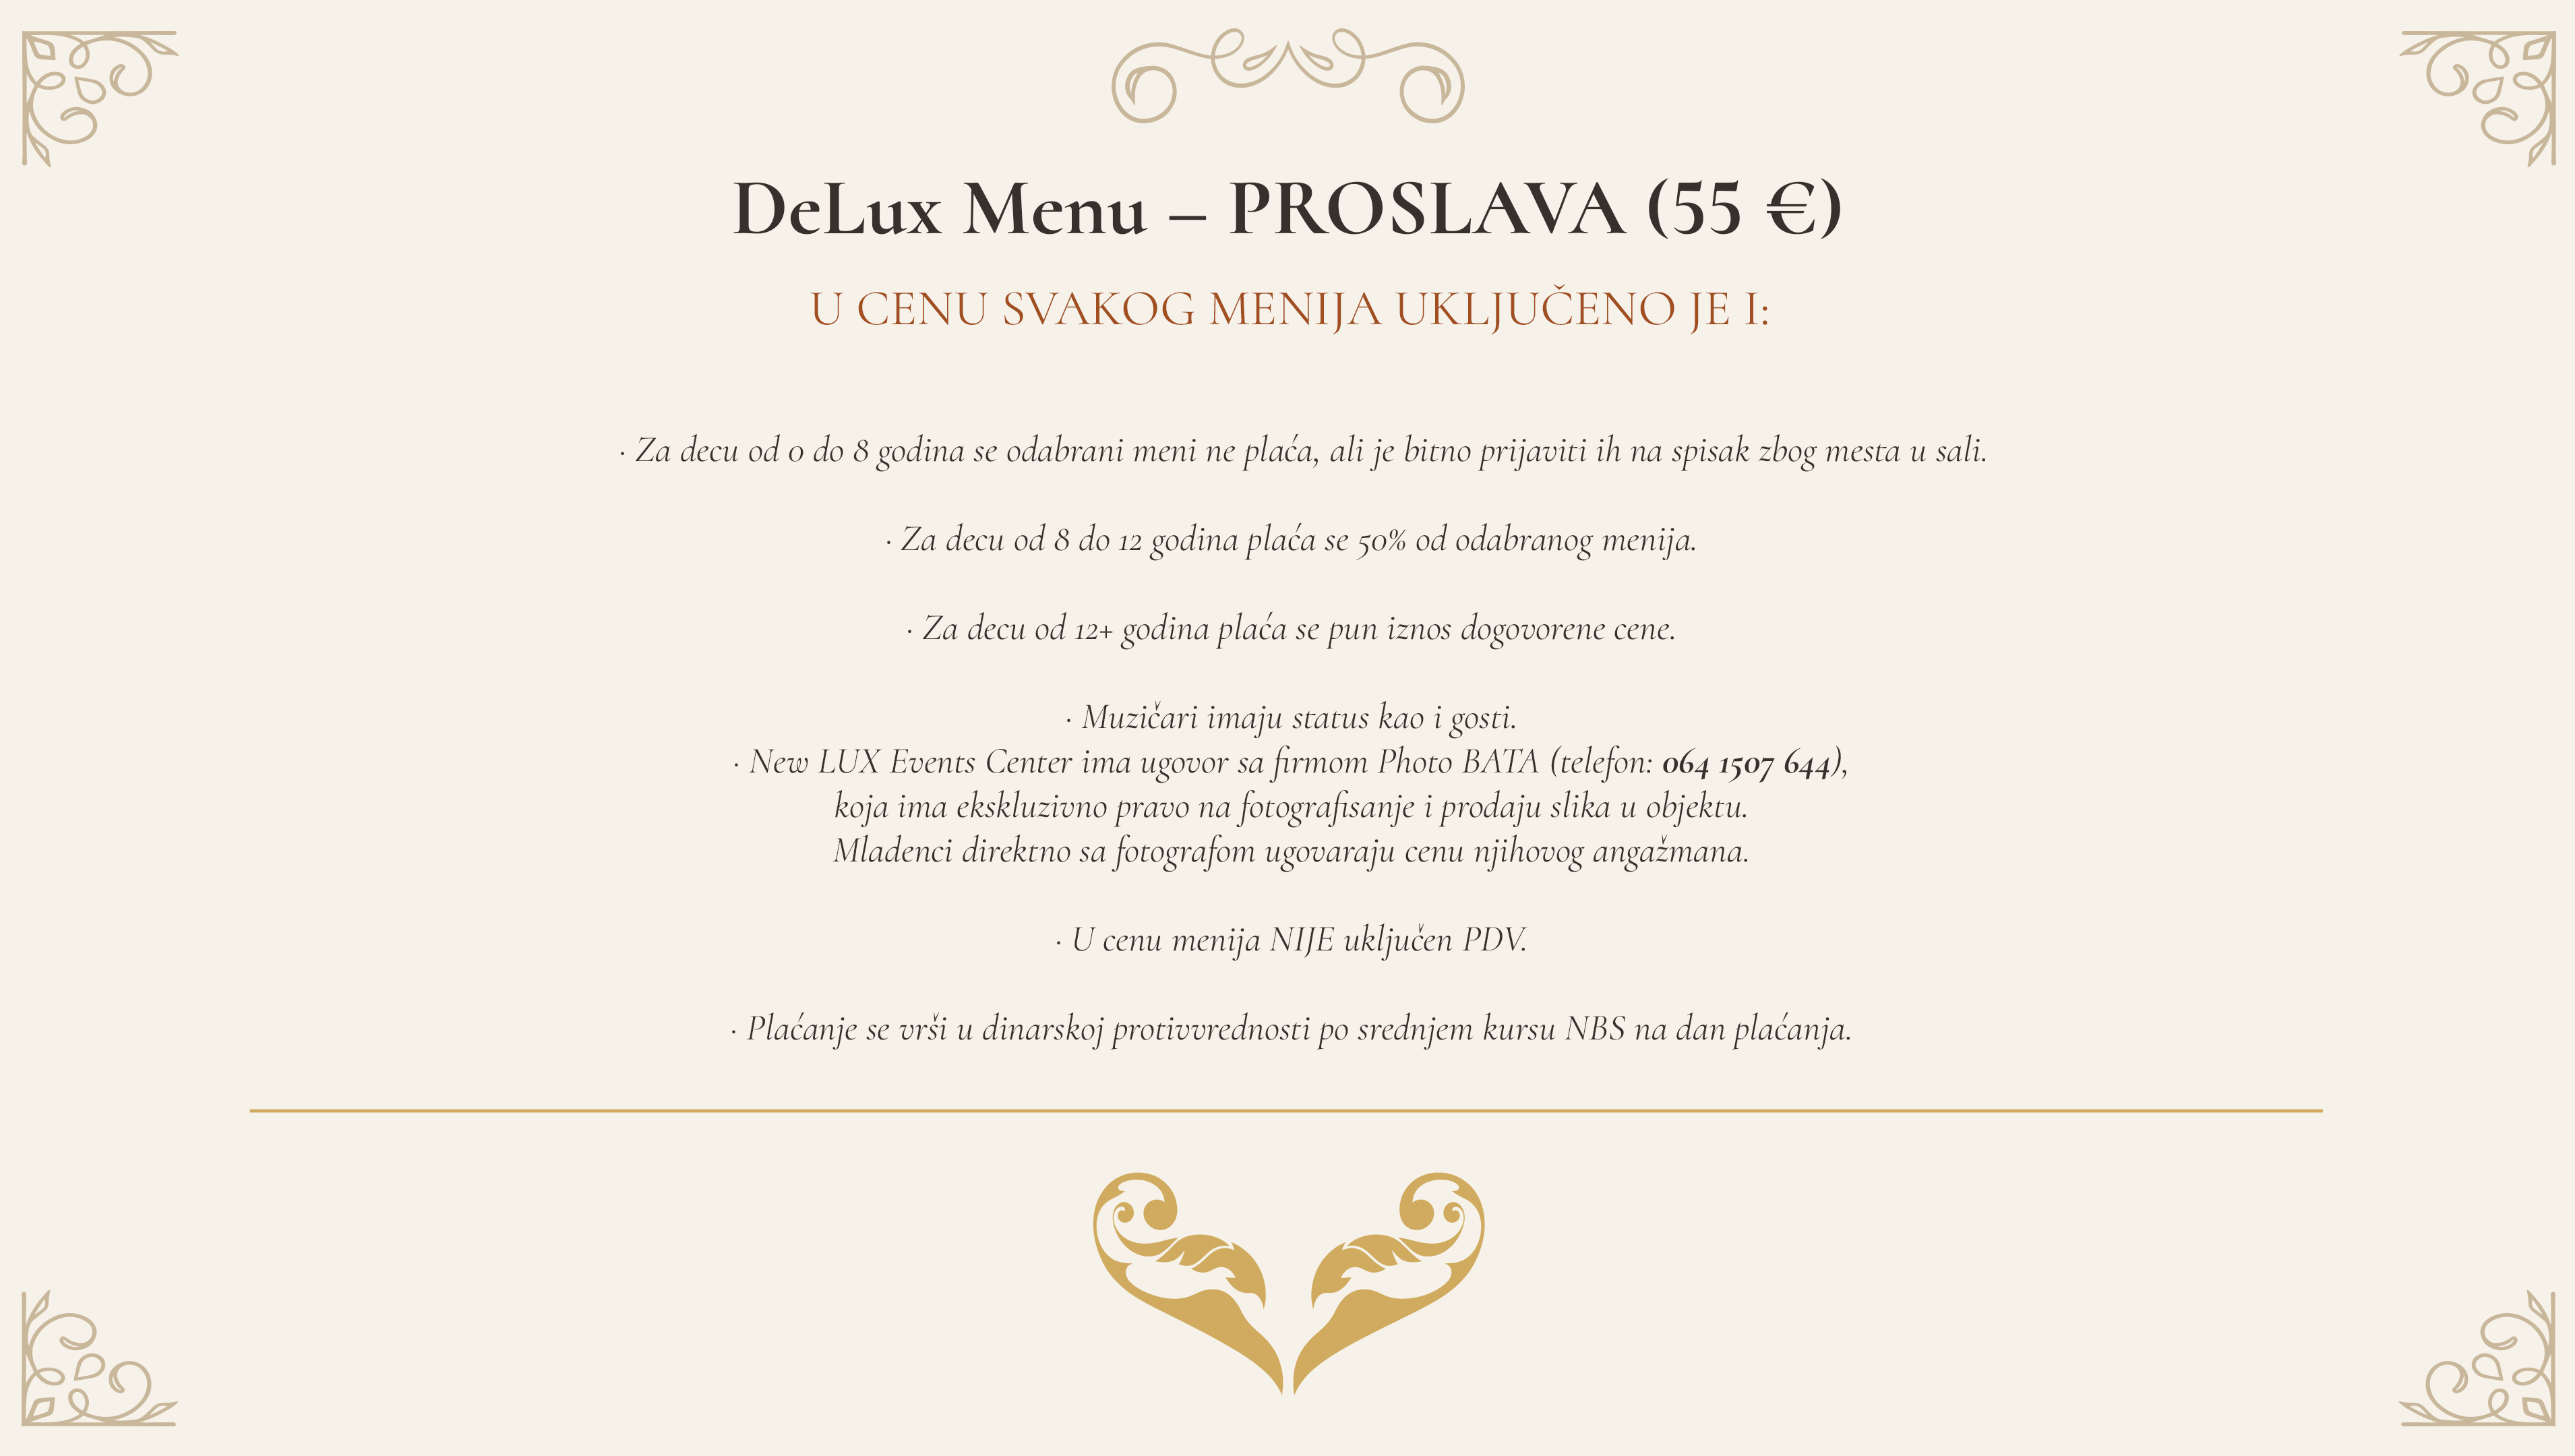 DeLux Menu – PROSLAVA (55 €)
U CENU SVAKOG MENIJA UKLJUČENO JE I:
· Za decu od 0 do 8 godina se odabrani meni ne plaća, ali je bitno prijaviti ih na spisak zbog mesta u sali.
· Za decu od 8 do 12 godina plaća se 50% od odabranog menija.
· Za decu od 12+ godina plaća se pun iznos dogovorene cene.
· Muzičari imaju status kao i gosti.
· New LUX Events Center ima ugovor sa firmom Photo BATA (telefon: 064 1507 644),
koja ima ekskluzivno pravo na fotografisanje i prodaju slika u objektu.
Mladenci direktno sa fotografom ugovaraju cenu njihovog angažmana.
· U cenu menija NIJE uključen PDV.
· Plaćanje se vrši u dinarskoj protivvrednosti po srednjem kursu NBS na dan plaćanja.